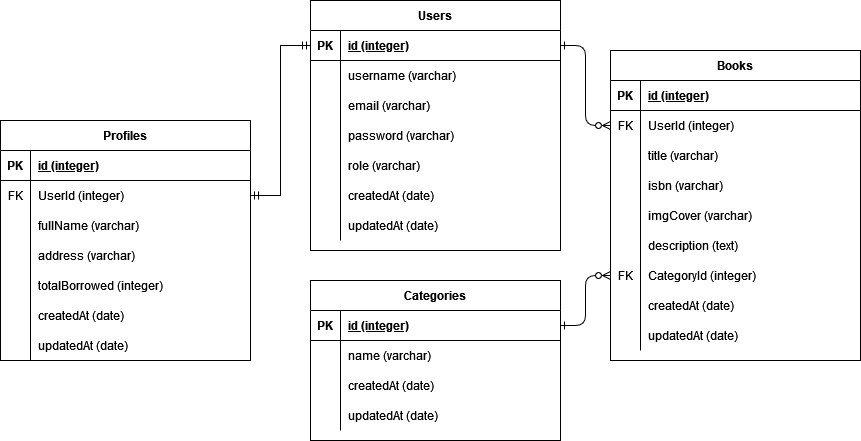 Users
PK id (integer)
username (varchar)
email (varchar)
password (varchar)
role (varchar)
createdAt (date)
updatedAt (date)
Profiles
PK id (integer)
FK UserId (integer)
fullName (varchar)
address (varchar)
totalBorrowed (integer)
createdAt (date)
updatedAt (date)
Categories
PK id (integer)
name (varchar)
createdAt (date)
updatedAt (date)
Books
PK id (integer)
FK UserId (integer)
title (varchar)
isbn (varchar)
imgCover (varchar)
description (text)
FK CategoryId (integer)
createdAt (date)
updatedAt (date)